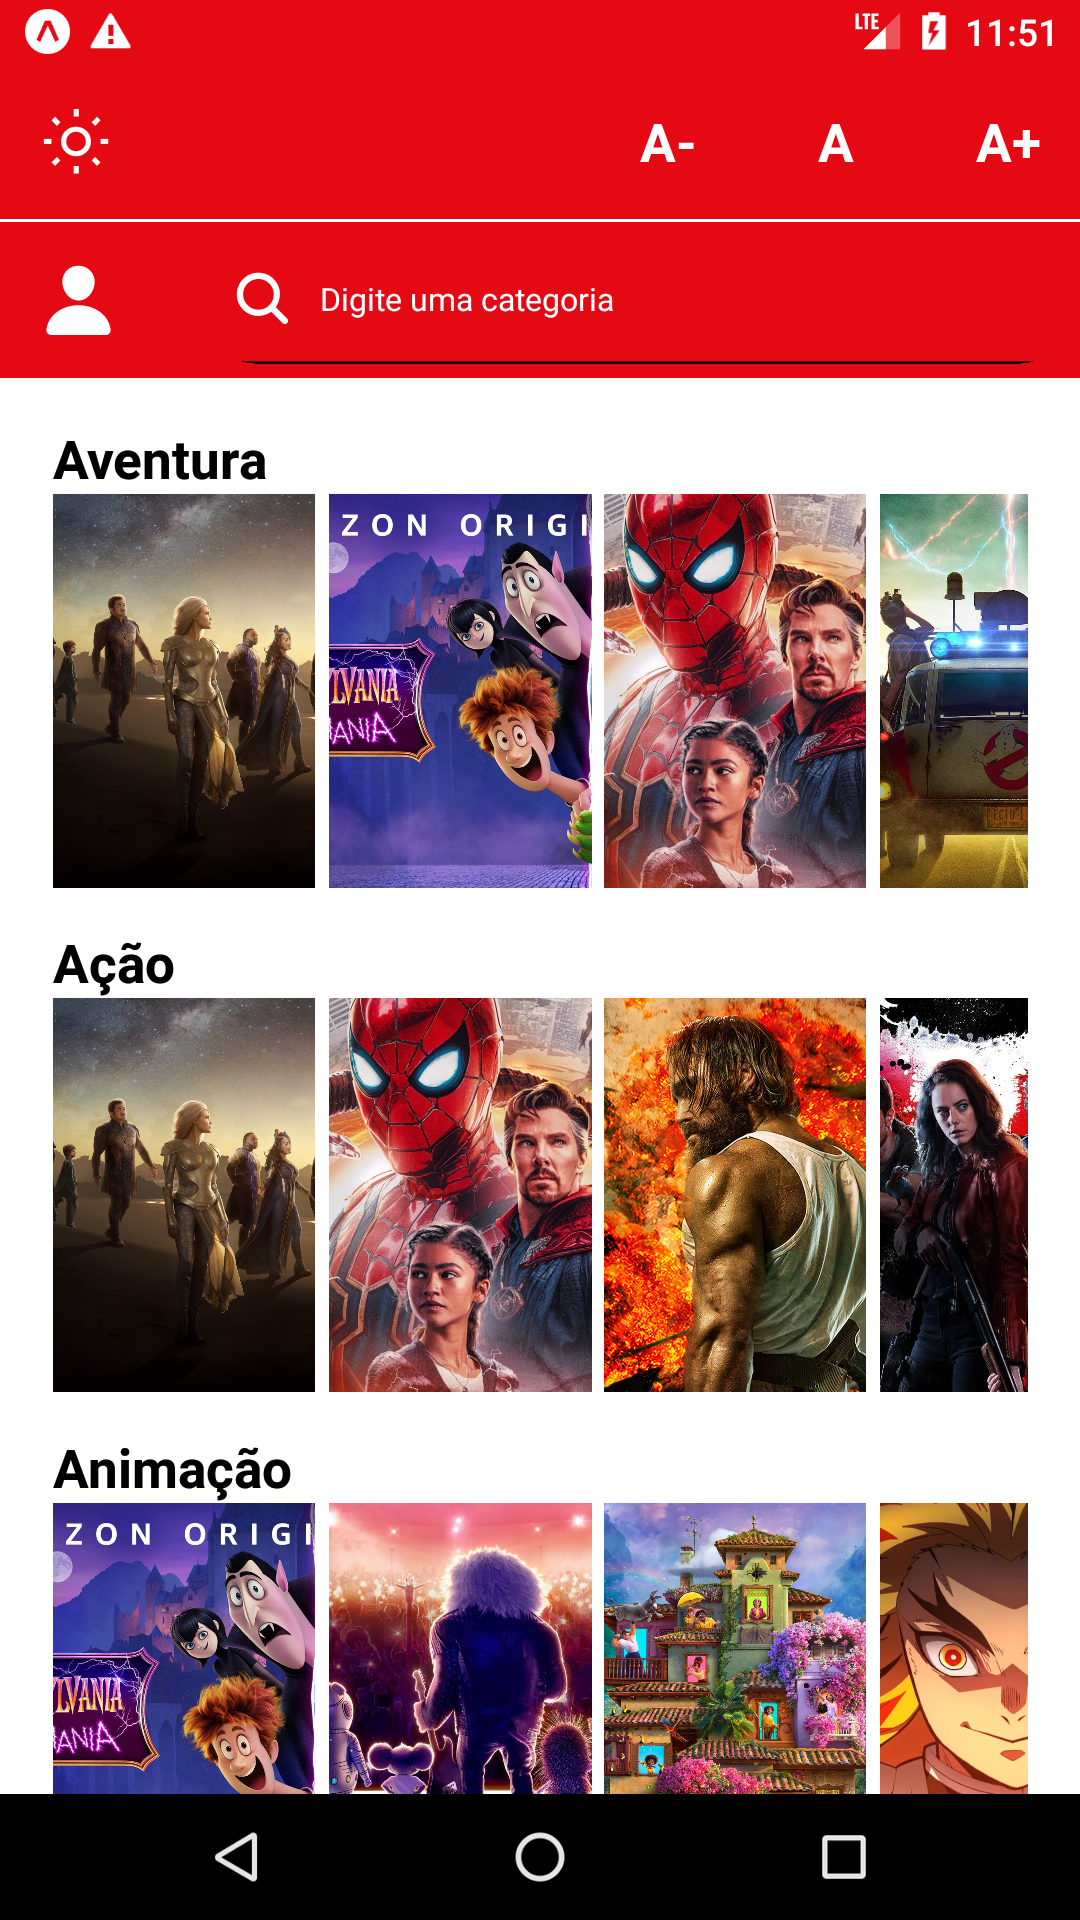 LTE 11:51
A- A A+
Digite uma categoria
Aventura
ZON ORIGI
LVANIA
ANIA
Ação
Animação
ZON ORIGI
LVANIA
ANIA